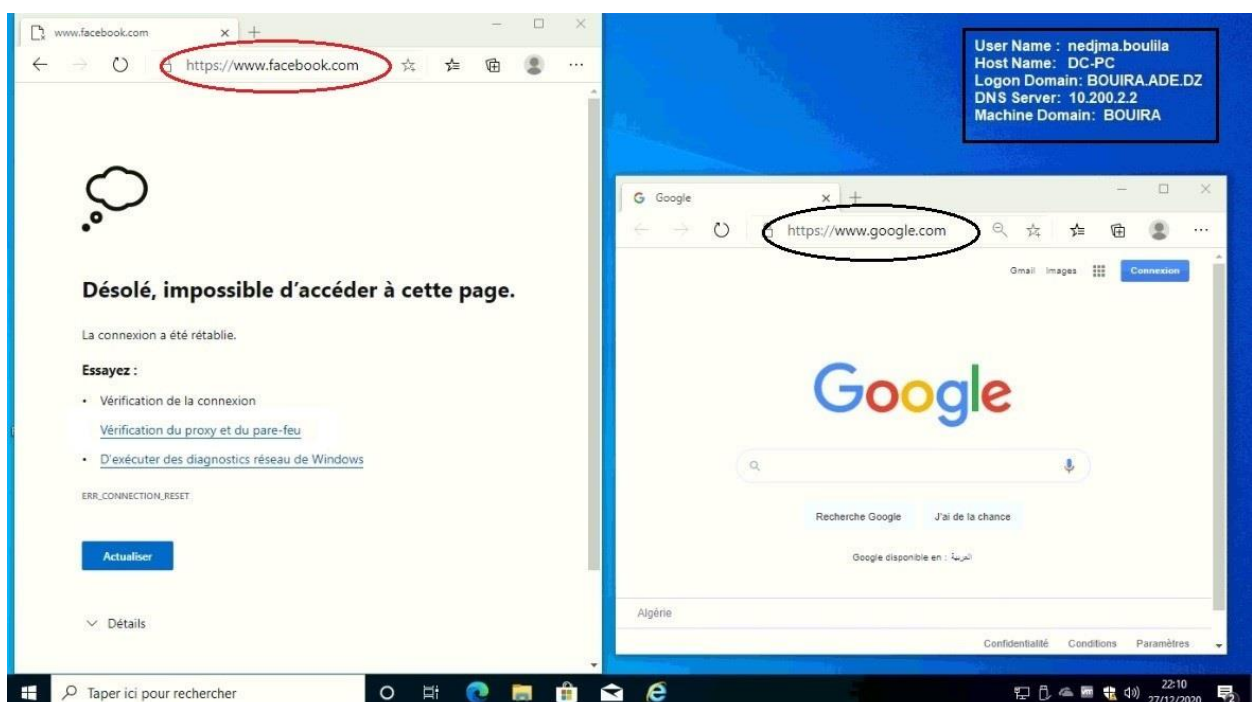 www.facebook.com
https://www.facebook.com
Désolé, impossible d’accéder à cette page.
La connexion a été rétablie.
Essayez :
• Vérification de la connexion
Vérification du proxy et du pare-feu
• D'exécuter des diagnostics réseau de Windows
ERR_CONNECTION_RESET
Actualiser
Détails
User Name : nedjma.boulila
Host Name: DC-PC
Logon Domain: BOUIRA.ADE.DZ
DNS Server: 10.200.2.2
Machine Domain: BOUIRA
G Google
https://www.google.com
Gmail Images Connexion
Google
Recherche Google J'ai de la chance
Google disponible en : العربية
Algérie
Confidentialité Conditions Paramètres
Taper ici pour rechercher
22:10
27/12/2020
2